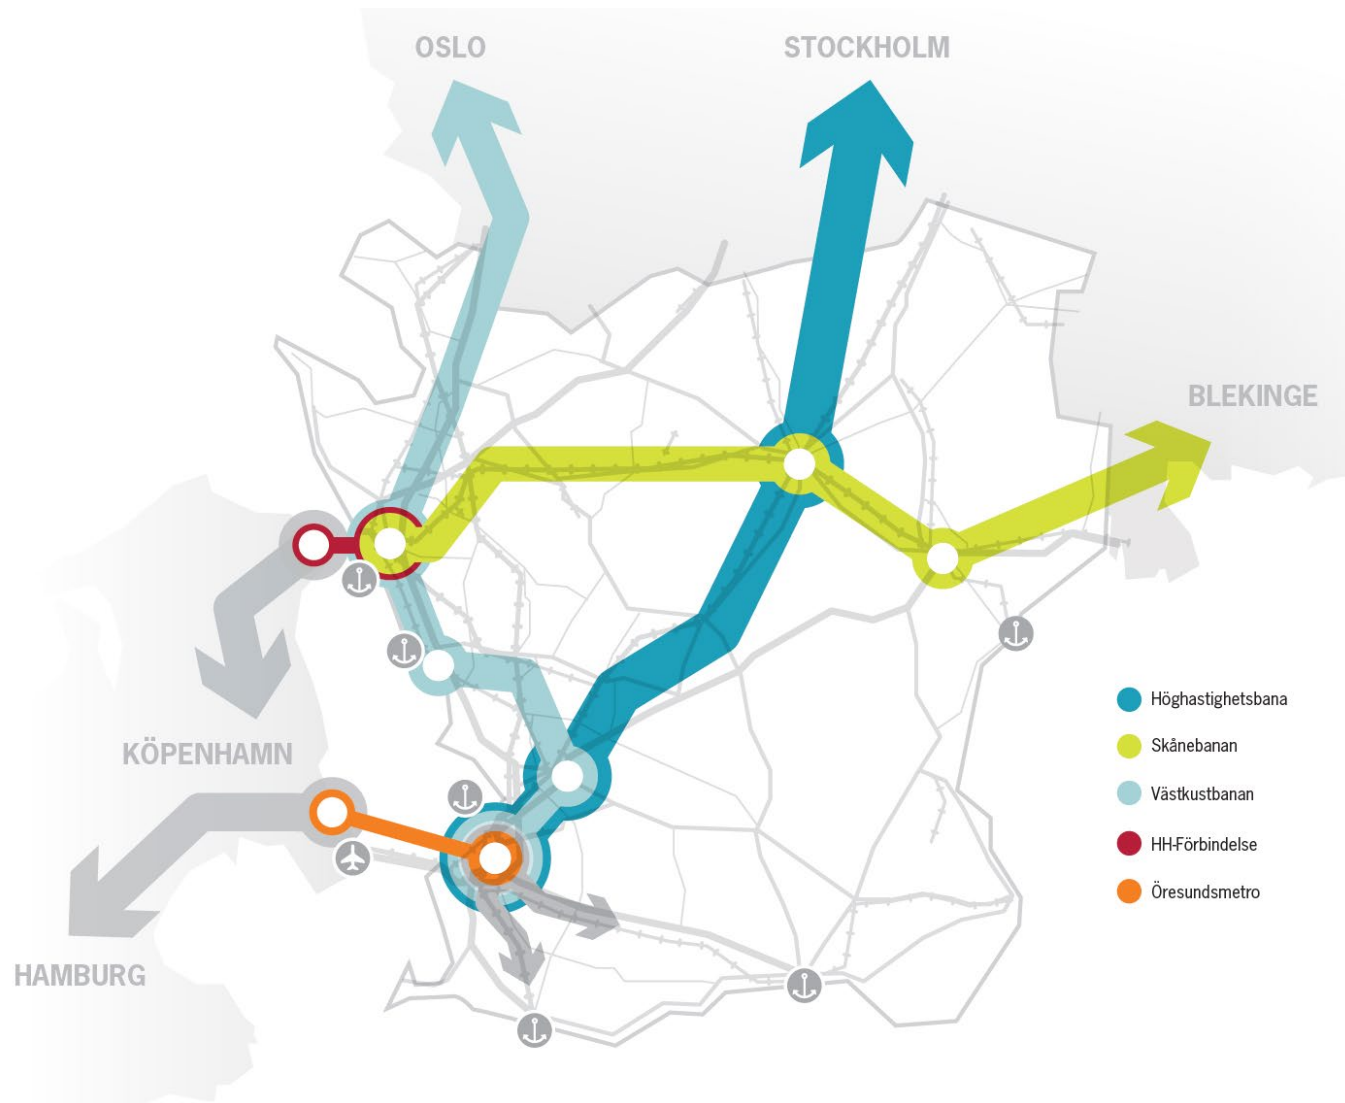 OSLO
STOCKHOLM
BLEKINGE
KÖPENHAMN
HAMBURG
Höghastighetsbana
Skånebanan
Västkustbanan
HH-Förbindelse
Öresundsmetro